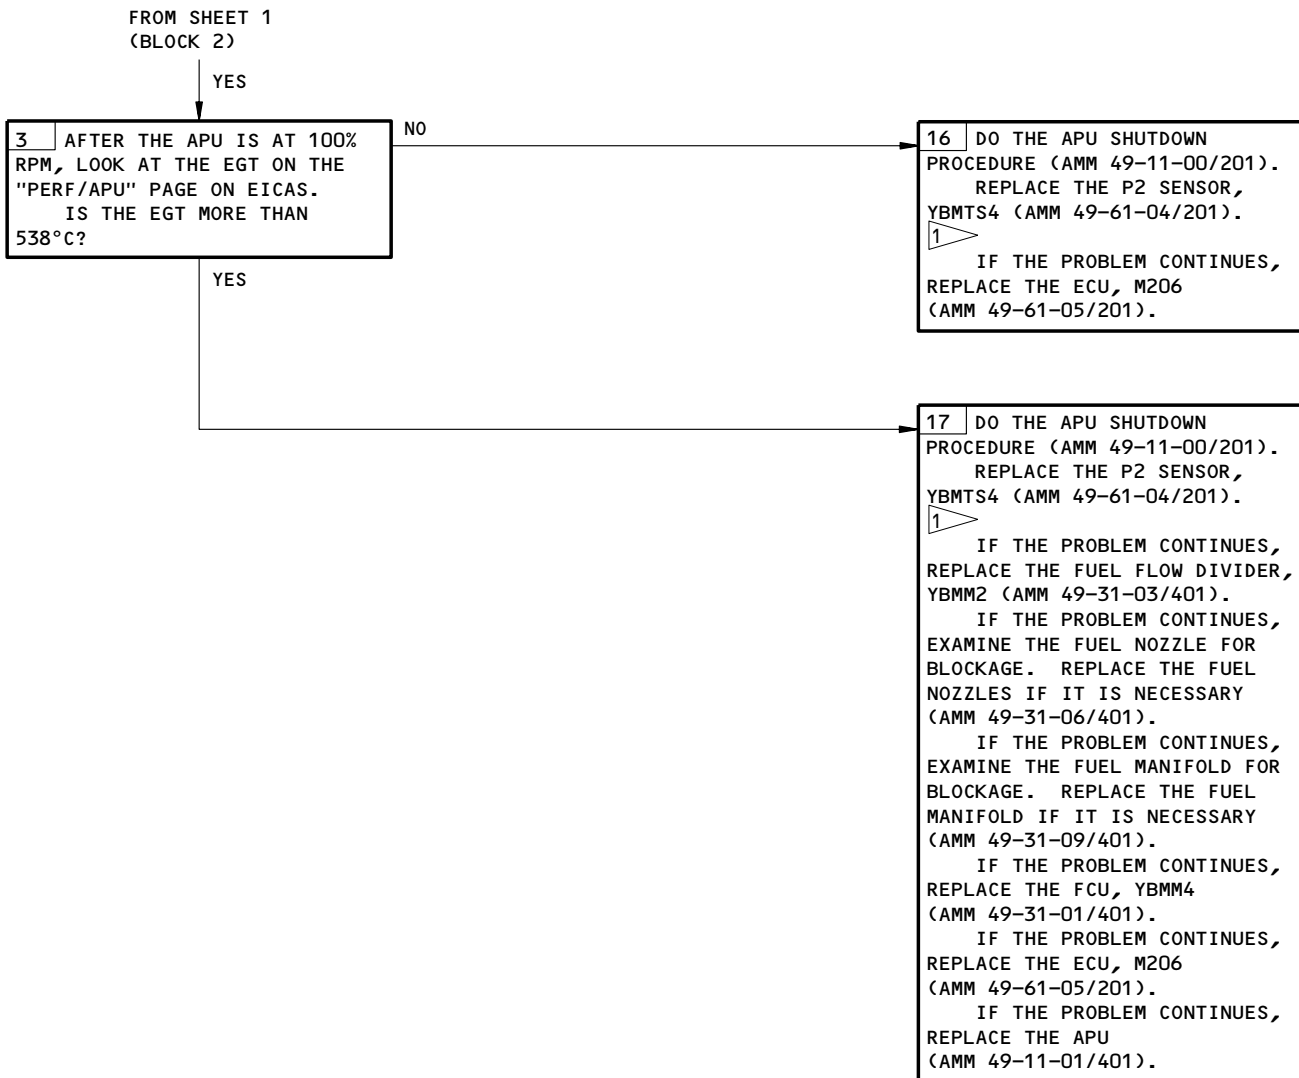 FROM SHEET 1
(BLOCK 2)
YES
3 AFTER THE APU IS AT 100%
RPM, LOOK AT THE EGT ON THE
"PERF/APU" PAGE ON EICAS.
IS THE EGT MORE THAN
538°C?
NO
YES
16 DO THE APU SHUTDOWN
PROCEDURE (AMM 49-11-00/201).
REPLACE THE P2 SENSOR,
YBMTS4 (AMM 49-61-04/201).
1
IF THE PROBLEM CONTINUES,
REPLACE THE ECU, M206
(AMM 49-61-05/201).
17 DO THE APU SHUTDOWN
PROCEDURE (AMM 49-11-00/201).
REPLACE THE P2 SENSOR,
YBMTS4 (AMM 49-61-04/201).
1
IF THE PROBLEM CONTINUES,
REPLACE THE FUEL FLOW DIVIDER,
YBMM2 (AMM 49-31-03/401).
IF THE PROBLEM CONTINUES,
EXAMINE THE FUEL NOZZLE FOR
BLOCKAGE. REPLACE THE FUEL
NOZZLES IF IT IS NECESSARY
(AMM 49-31-06/401).
IF THE PROBLEM CONTINUES,
EXAMINE THE FUEL MANIFOLD FOR
BLOCKAGE. REPLACE THE FUEL
MANIFOLD IF IT IS NECESSARY
(AMM 49-31-09/401).
IF THE PROBLEM CONTINUES,
REPLACE THE FCU, YBMM4
(AMM 49-31-01/401).
IF THE PROBLEM CONTINUES,
REPLACE THE ECU, M206
(AMM 49-61-05/201).
IF THE PROBLEM CONTINUES,
REPLACE THE APU
(AMM 49-11-01/401).